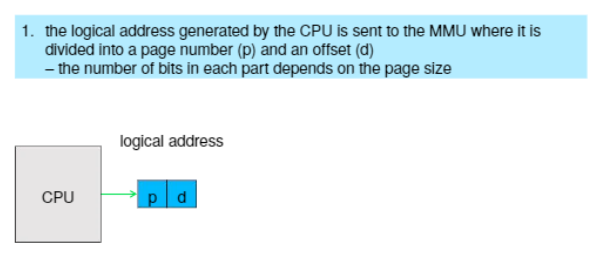 1. the logical address generated by the CPU is sent to the MMU where it is
divided into a page number (p) and an offset (d)
– the number of bits in each part depends on the page size
logical address
CPU
p d